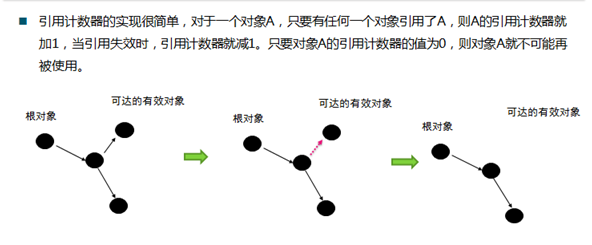 引用计数器的实现很简单，对于一个对象A，只要有任何一个对象引用了A，则A的引用计数器就
加1，当引用失效时，引用计数器就减1。只要对象A的引用计数器的值为0，则对象A就不可能再
被使用。
可达的有效对象
根对象
可达的有效对象
根对象
可达的有效对象
根对象